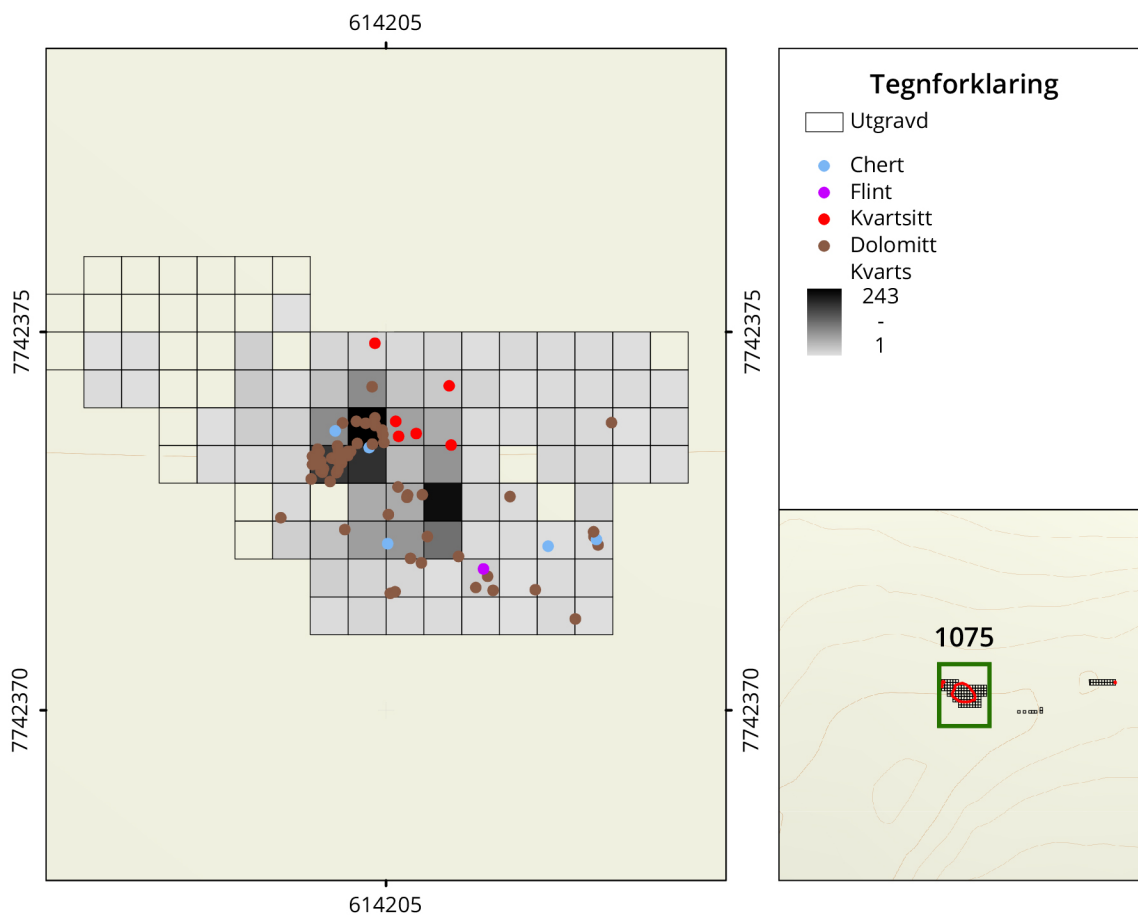 614205
7742375
7742375
7742370
7742370
614205
Tegnforklaring
Utgravd
Chert
Flint
Kvartsitt
Dolomitt
Kvarts
243
-
1
1075